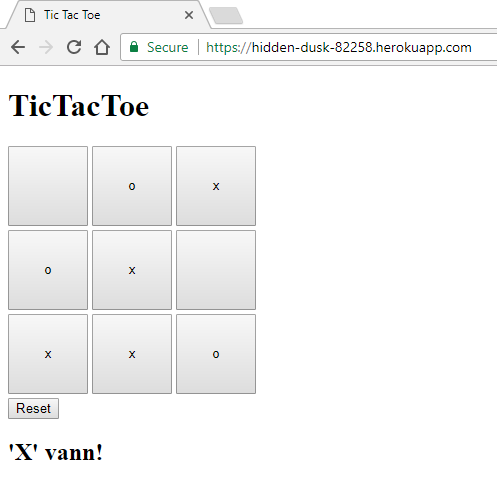 Tic Tac Toe
Secure https://hidden-dusk-82258.herokuapp.com
TicTacToe
o x
o x
x x o
Reset
'X' vann!